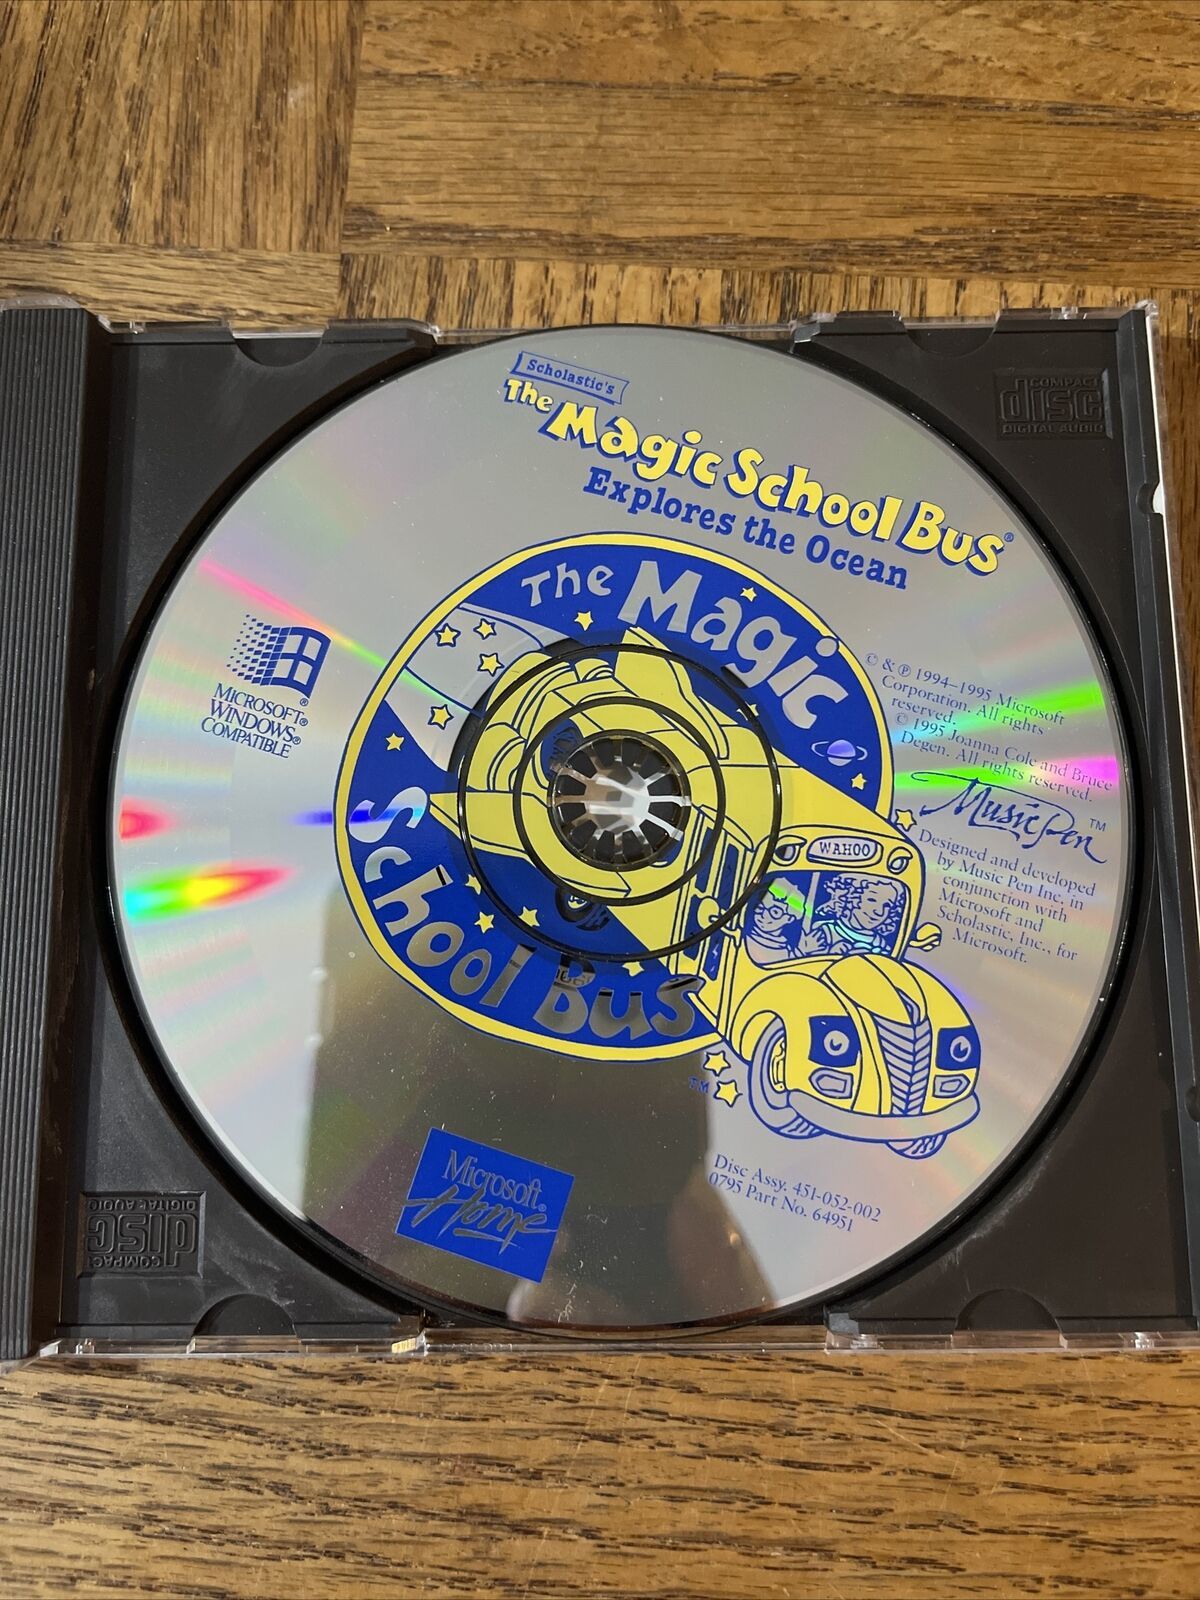 COMPACT
disc
DIGITAL AUDIO
Scholastic's
The Magic School Bus®
Explores the Ocean
The Magic
School Bus
TM
WAHOO
MICROSOFT®
WINDOWS®
COMPATIBLE
© & ℗ 1994–1995 Microsoft
Corporation. All rights
reserved.
© 1995 Joanna Cole and Bruce
Degen. All rights reserved.
Music Pen™
Designed and developed
by Music Pen Inc. in
conjunction with
Microsoft and
Scholastic, Inc., for
Microsoft.
Microsoft®
Home
Disc Assy. 451-052-002
0795 Part No. 64951
COMPACT
disc
DIGITAL AUDIO